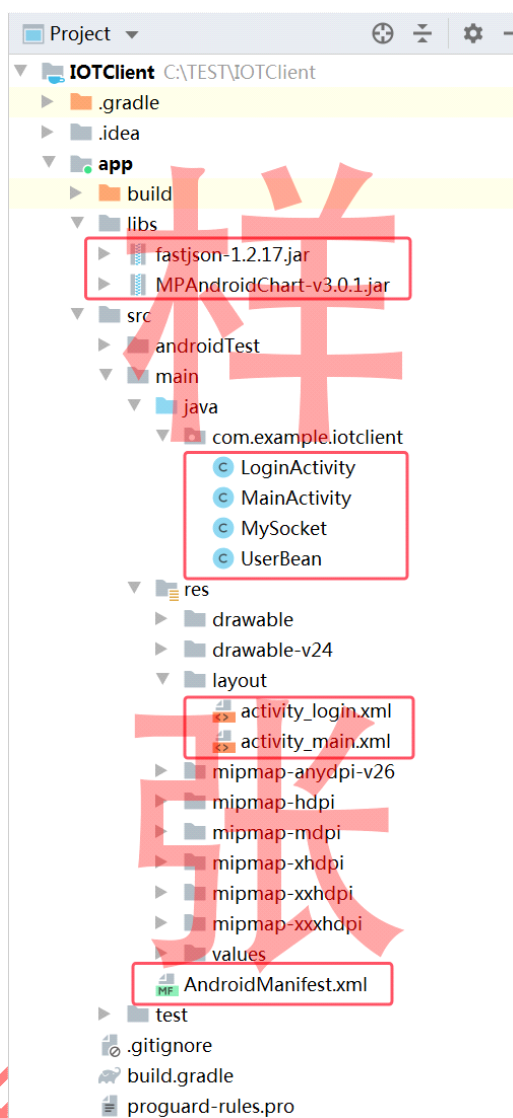 Project
IOTClient C:\TEST\IOTClient
.gradle
.idea
app
build
libs
fastjson-1.2.17.jar
MPAndroidChart-v3.0.1.jar
src
androidTest
main
java
com.example.iotclient
C LoginActivity
C MainActivity
C MySocket
C UserBean
res
drawable
drawable-v24
layout
activity_login.xml
activity_main.xml
mipmap-anydpi-v26
mipmap-hdpi
mipmap-mdpi
mipmap-xhdpi
mipmap-xxhdpi
mipmap-xxxhdpi
values
MF AndroidManifest.xml
test
.gitignore
build.gradle
proguard-rules.pro
样
张